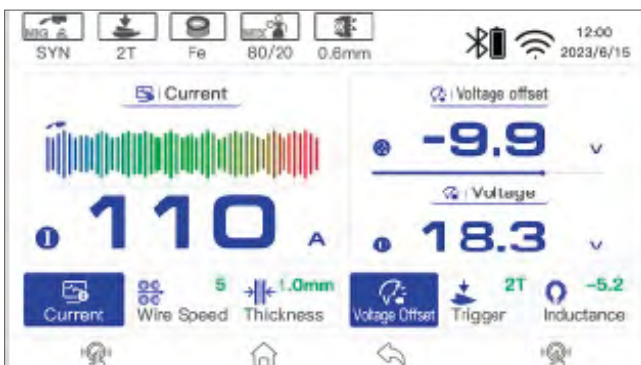 MIG & MIX
SYN 2T Fe 80/20 0.6mm
12:00
2023/6/15
Current
Voltage offset
-9.9 V
Voltage
110 A
18.3 V
5 1.0mm 2T -5.2
Current Wire Speed Thickness Voltage Offset Trigger Inductance